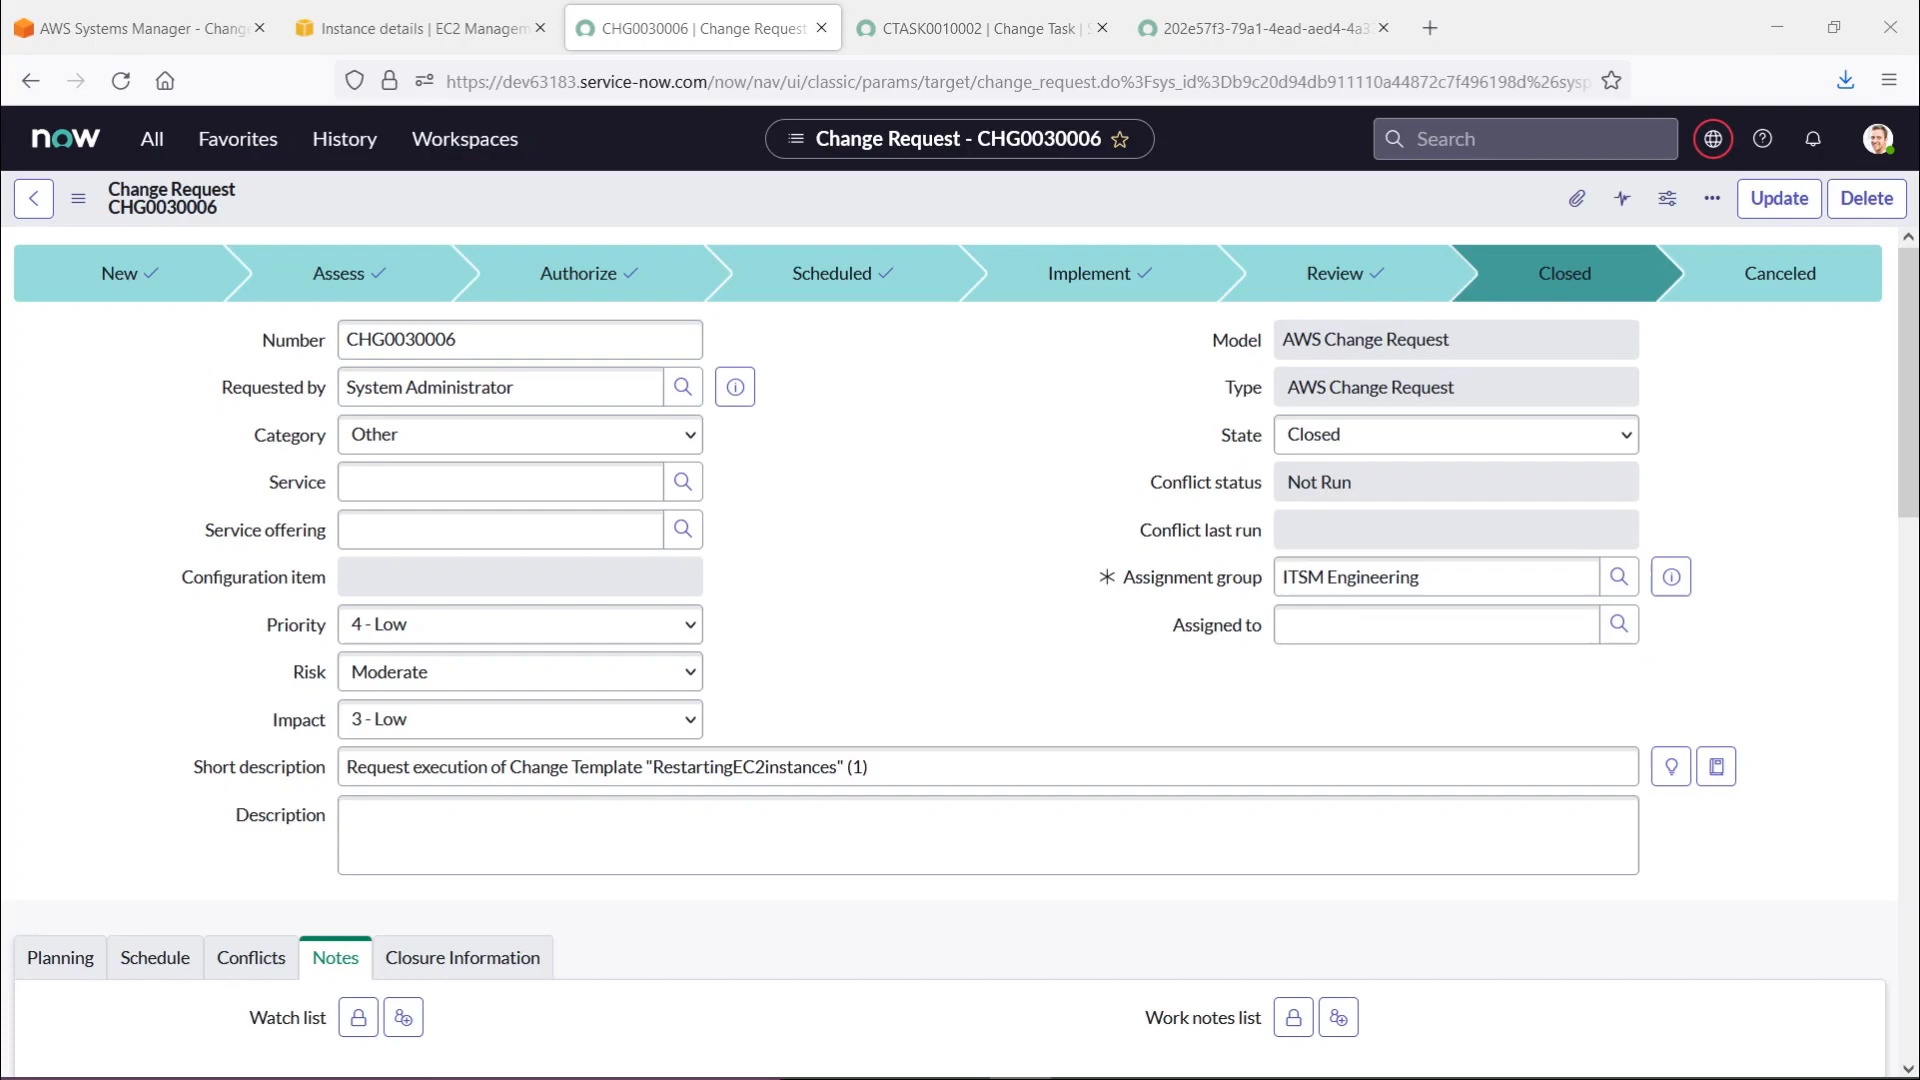 AWS Systems Manager - Chang
Instance details | EC2 Managem
CHG0030006 | Change Request
CTASK0010002 | Change Task |
202e57f3-79a1-4ead-aed4-4a3
https://dev63183.service-now.com/now/nav/ui/classic/params/target/change_request.do%3Fsys_id%3Db9c20d94db911110a44872c7f496198d%26sysp
now
All
Favorites
History
Workspaces
Change Request - CHG0030006
Search
Change Request
CHG0030006
Update
Delete
New
Assess
Authorize
Scheduled
Implement
Review
Closed
Canceled
Number CHG0030006
Model AWS Change Request
Requested by System Administrator
Type AWS Change Request
Category Other
State Closed
Service
Conflict status Not Run
Service offering
Conflict last run
Configuration item
Assignment group ITSM Engineering
Priority 4 - Low
Assigned to
Risk Moderate
Impact 3 - Low
Short description Request execution of Change Template "RestartingEC2instances" (1)
Description
Planning
Schedule
Conflicts
Notes
Closure Information
Watch list
Work notes list